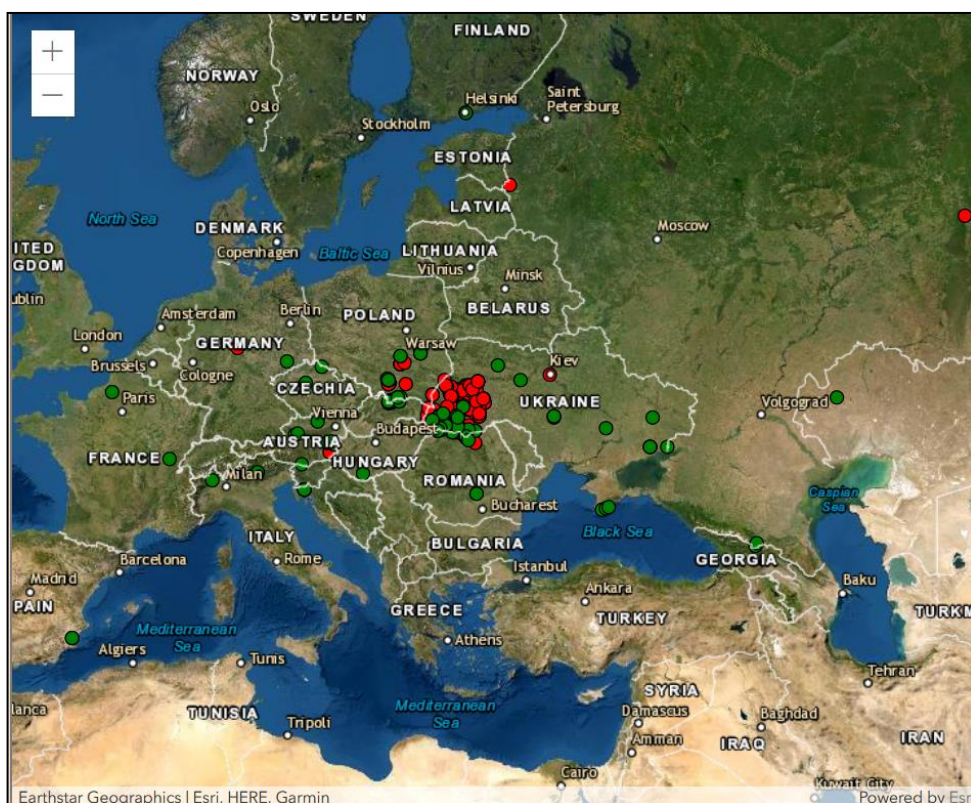 SWEDEN
FINLAND
+
−
NORWAY
Helsinki
Saint
Petersburg
Oslo
Stockholm
ESTONIA
North Sea
LATVIA
DENMARK
Moscow
ITED
NGDOM
Copenhagen
Baltic Sea
LITHUANIA
Vilnius
Minsk
ublin
Amsterdam
Berlin
POLAND
BELARUS
London
GERMANY
Warsaw
Kiev
Brussels
Cologne
CZECHIA
UKRAINE
Volgograd
Paris
Vienna
Budapest
AUSTRIA
FRANCE
HUNGARY
Milan
ROMANIA
Caspian
Sea
Bucharest
Black Sea
ITALY
BULGARIA
GEORGIA
Barcelona
Rome
Istanbul
Madrid
Ankara
Baku
PAIN
GREECE
TURKEY
TURKM
Mediterranean
Sea
Athens
Algiers
Tunis
Tehran
SYRIA
Mediterranean
Sea
lanca
TUNISIA
Damascus
Baghdad
Tripoli
Amman
IRAQ
IRAN
Cairo
Kuwait City
Earthstar Geographics | Esri, HERE, Garmin
Powered by Esr